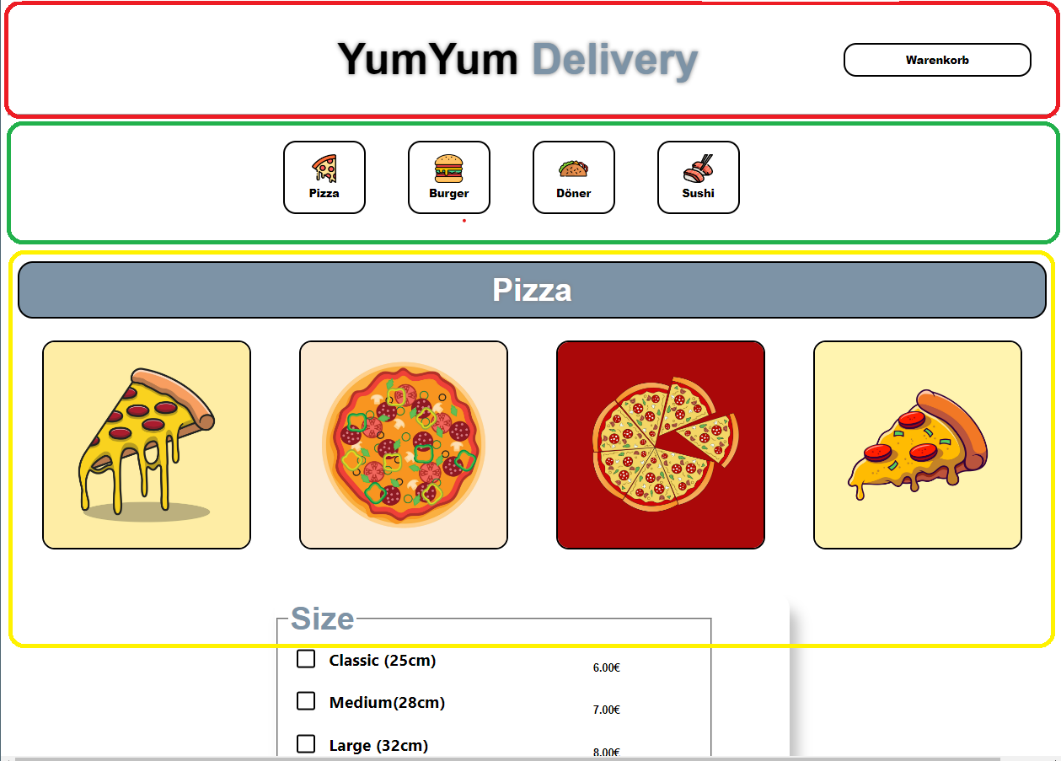 YumYum Delivery
Warenkorb
Pizza
Burger
Döner
Sushi
Pizza
Size
Classic (25cm)
6.00€
Medium(28cm)
7.00€
Large (32cm)
8.00€